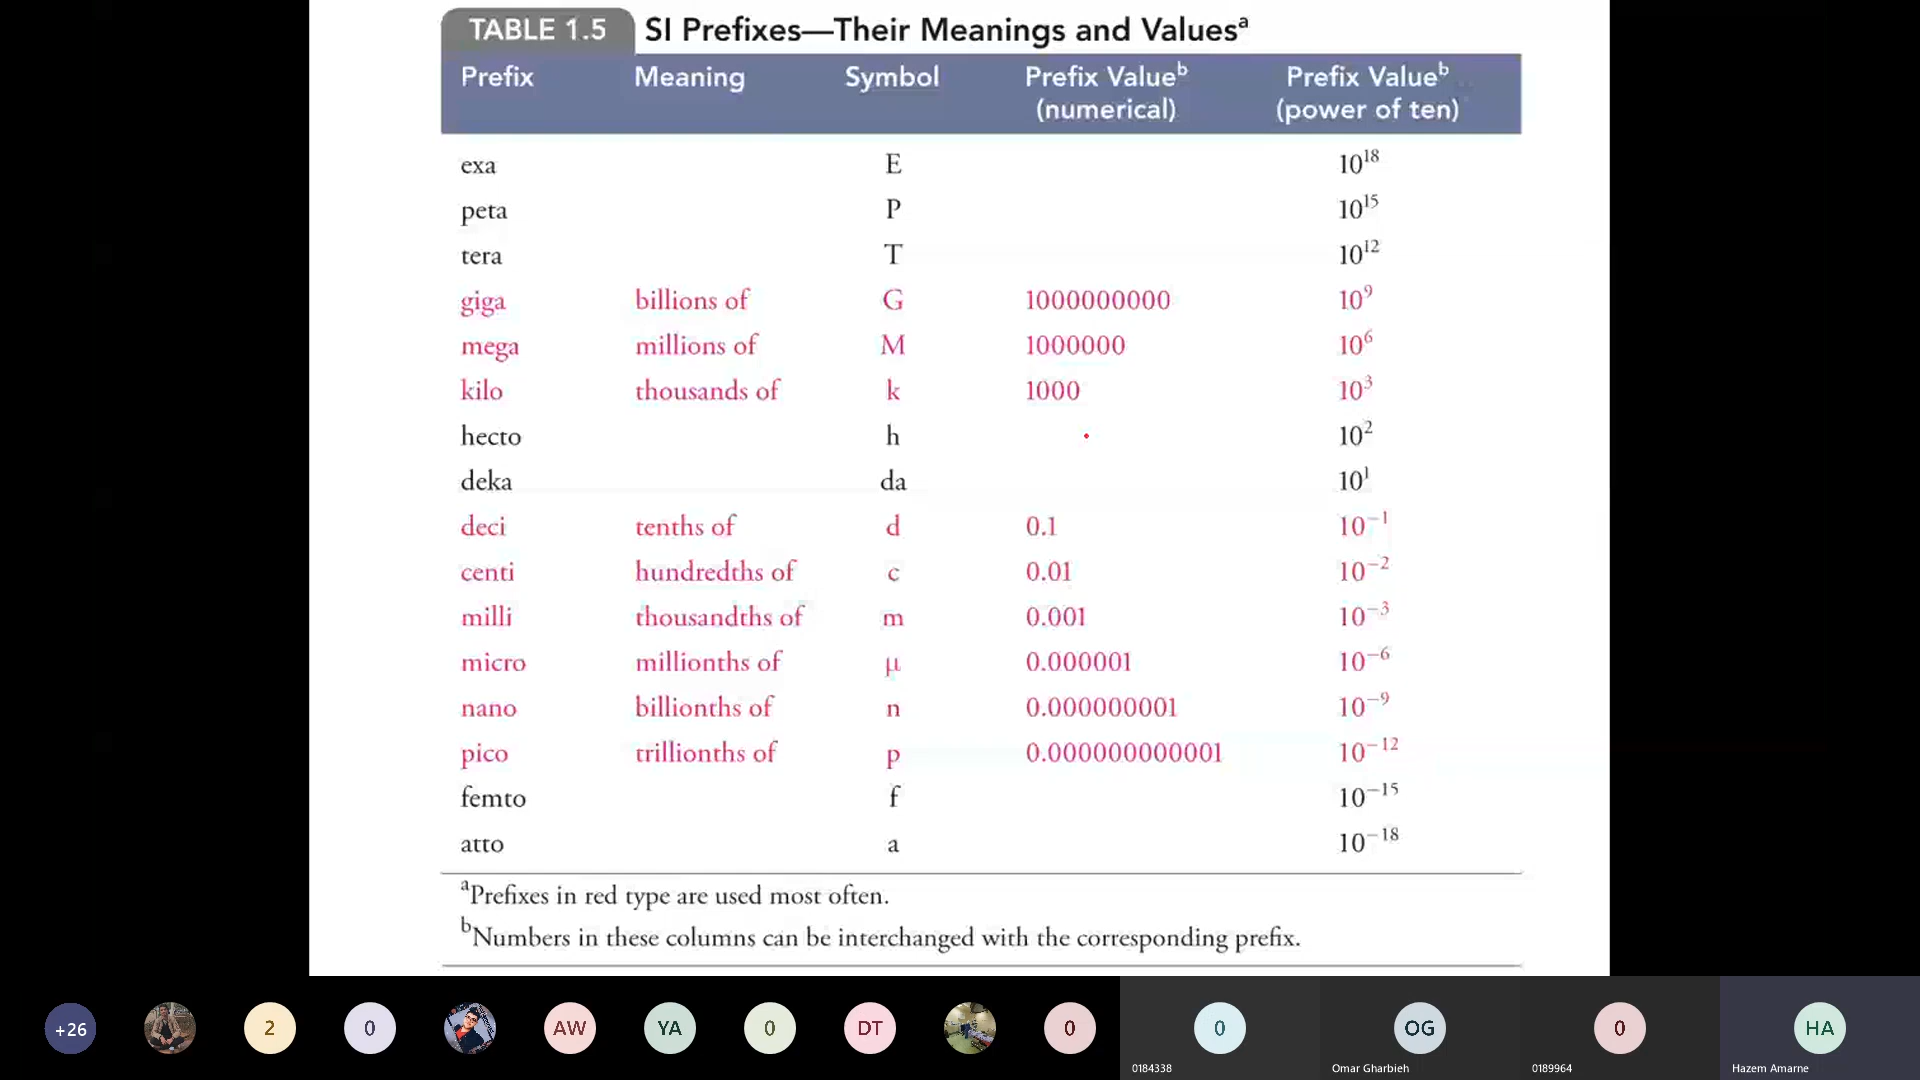 TABLE 1.5 SI Prefixes—Their Meanings and Valuesᵃ
Prefix Meaning Symbol Prefix Valueᵇ (numerical) Prefix Valueᵇ (power of ten)
exa E 10¹⁸
peta P 10¹⁵
tera T 10¹²
giga billions of G 1000000000 10⁹
mega millions of M 1000000 10⁶
kilo thousands of k 1000 10³
hecto h 10²
deka da 10¹
deci tenths of d 0.1 10⁻¹
centi hundredths of c 0.01 10⁻²
milli thousandths of m 0.001 10⁻³
micro millionths of μ 0.000001 10⁻⁶
nano billionths of n 0.000000001 10⁻⁹
pico trillionths of p 0.000000000001 10⁻¹²
femto f 10⁻¹⁵
atto a 10⁻¹⁸
ᵃPrefixes in red type are used most often.
ᵇNumbers in these columns can be interchanged with the corresponding prefix.
+26 2 0 AW YA 0 DT 0 0 OG 0 HA
0184338 Omar Gharbieh 0189964 Hazem Amarne